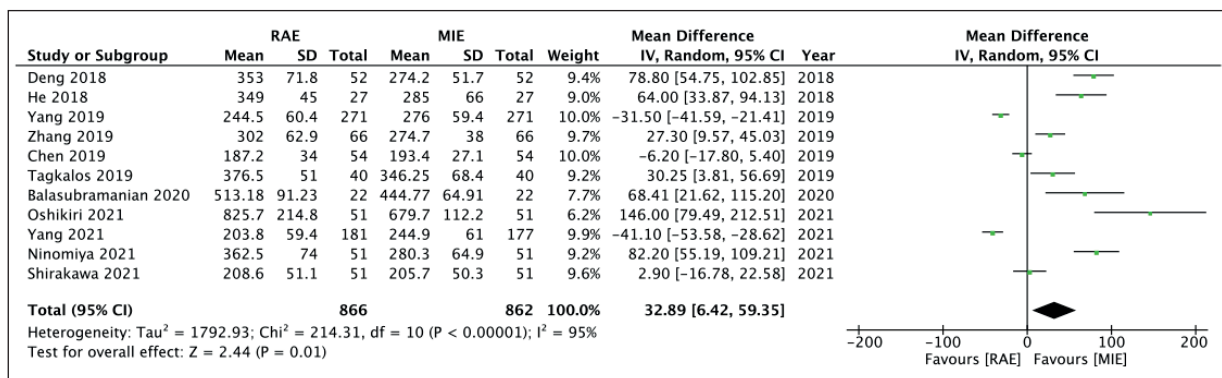 RAE MIE Mean Difference Mean Difference
Study or Subgroup Mean SD Total Mean SD Total Weight IV, Random, 95% CI Year IV, Random, 95% CI
Deng 2018 353 71.8 52 274.2 51.7 52 9.4% 78.80 [54.75, 102.85] 2018
He 2018 349 45 27 285 66 27 9.0% 64.00 [33.87, 94.13] 2018
Yang 2019 244.5 60.4 271 276 59.4 271 10.0% -31.50 [-41.59, -21.41] 2019
Zhang 2019 302 62.9 66 274.7 38 66 9.7% 27.30 [9.57, 45.03] 2019
Chen 2019 187.2 34 54 193.4 27.1 54 10.0% -6.20 [-17.80, 5.40] 2019
Tagkalos 2019 376.5 51 40 346.25 68.4 40 9.2% 30.25 [3.81, 56.69] 2019
Balasubramanian 2020 513.18 91.23 22 444.77 64.91 22 7.7% 68.41 [21.62, 115.20] 2020
Oshikiri 2021 825.7 214.8 51 679.7 112.2 51 6.2% 146.00 [79.49, 212.51] 2021
Yang 2021 203.8 59.4 181 244.9 61 177 9.9% -41.10 [-53.58, -28.62] 2021
Ninomiya 2021 362.5 74 51 280.3 64.9 51 9.2% 82.20 [55.19, 109.21] 2021
Shirakawa 2021 208.6 51.1 51 205.7 50.3 51 9.6% 2.90 [-16.78, 22.58] 2021
Total (95% CI) 866 862 100.0% 32.89 [6.42, 59.35]
Heterogeneity: Tau² = 1792.93; Chi² = 214.31, df = 10 (P < 0.00001); I² = 95%
Test for overall effect: Z = 2.44 (P = 0.01)
-200 -100 0 100 200
Favours [RAE] Favours [MIE]